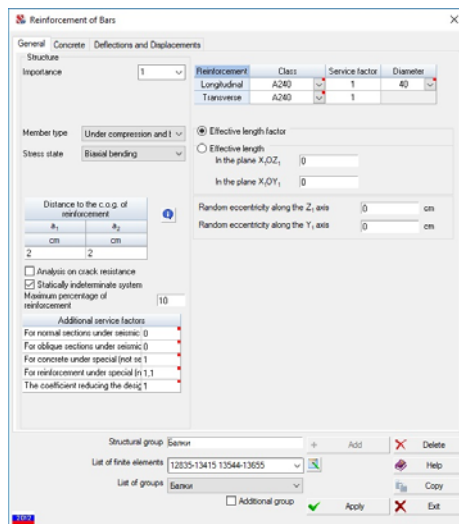 Reinforcement of Bars
General Concrete Deflections and Displacements
Structure
Importance 1
Reinforcement Class Service factor Diameter
Longitudinal A240 1 40
Transverse A240 1
Member type Under compression and t
Stress state Biaxial bending
Effective length factor
Effective length
In the plane X₁OZ₁ 0
In the plane X₁OY₁ 0
Distance to the c.o.g. of
reinforcement
a₁ a₂
cm cm
2 2
Random eccentricity along the Z₁ axis 0 cm
Random eccentricity along the Y₁ axis 0 cm
Analysis on crack resistance
Statically indeterminate system
Maximum percentage of
reinforcement 10
Additional service factors
For normal sections under seismic 0
For oblique sections under seismic 0
For concrete under special (not se 1
For reinforcement under special (n 1,1
The coefficient reducing the desig 1
Structural group Балки + Add Delete
List of finite elements 12835-13415 13544-13655 Help
List of groups Балки Copy
Additional group Apply Exit
2012